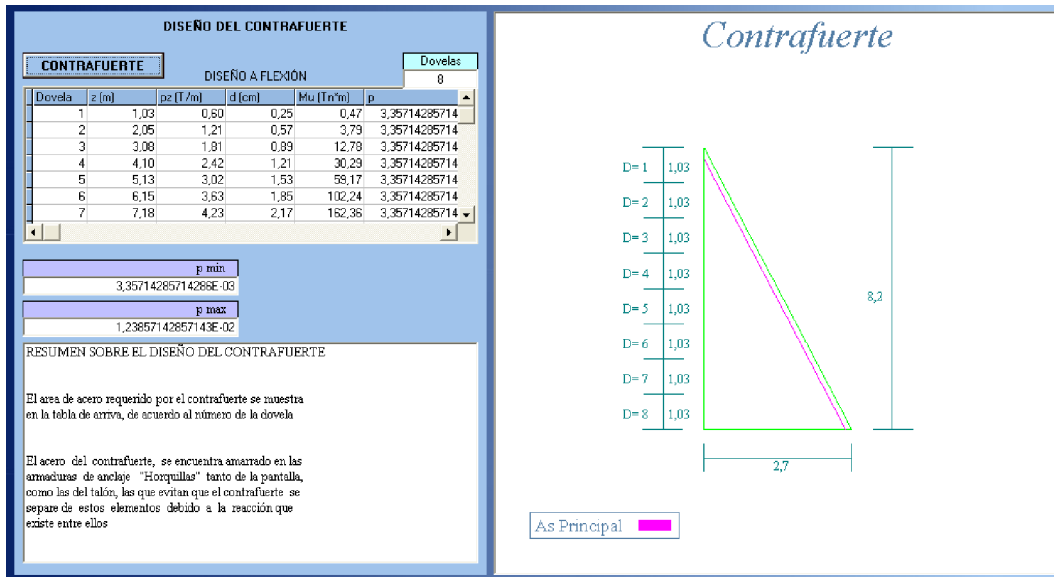 DISEÑO DEL CONTRAFUERTE
CONTRAFUERTE
DISEÑO A FLEXIÓN
Dovelas
8
Dovela z (m) pz (T/m) d (cm) Mu (Tn*m) p
1 1,03 0,60 0,25 0,47 3,35714285714
2 2,05 1,21 0,57 3,79 3,35714285714
3 3,08 1,81 0,89 12,78 3,35714285714
4 4,10 2,42 1,21 30,29 3,35714285714
5 5,13 3,02 1,53 59,17 3,35714285714
6 6,15 3,63 1,85 102,24 3,35714285714
7 7,18 4,23 2,17 162,36 3,35714285714
p min
3,35714285714286E-03
p max
1,23857142857143E-02
RESUMEN SOBRE EL DISEÑO DEL CONTRAFUERTE
El area de acero requerido por el contrafuerte se muestra
en la tabla de arriva, de acuerdo al número de la dovela
El acero del contrafuerte, se encuentra amarrado en las
armaduras de anclaje "Horquillas" tanto de la pantalla,
como las del talón, las que evitan que el contrafuerte se
separe de estos elementos debido a la reacción que
existe entre ellos
Contrafuerte
D= 1 1,03
D= 2 1,03
D= 3 1,03
D= 4 1,03
D= 5 1,03
D= 6 1,03
D= 7 1,03
D= 8 1,03
8,2
2,7
As Principal